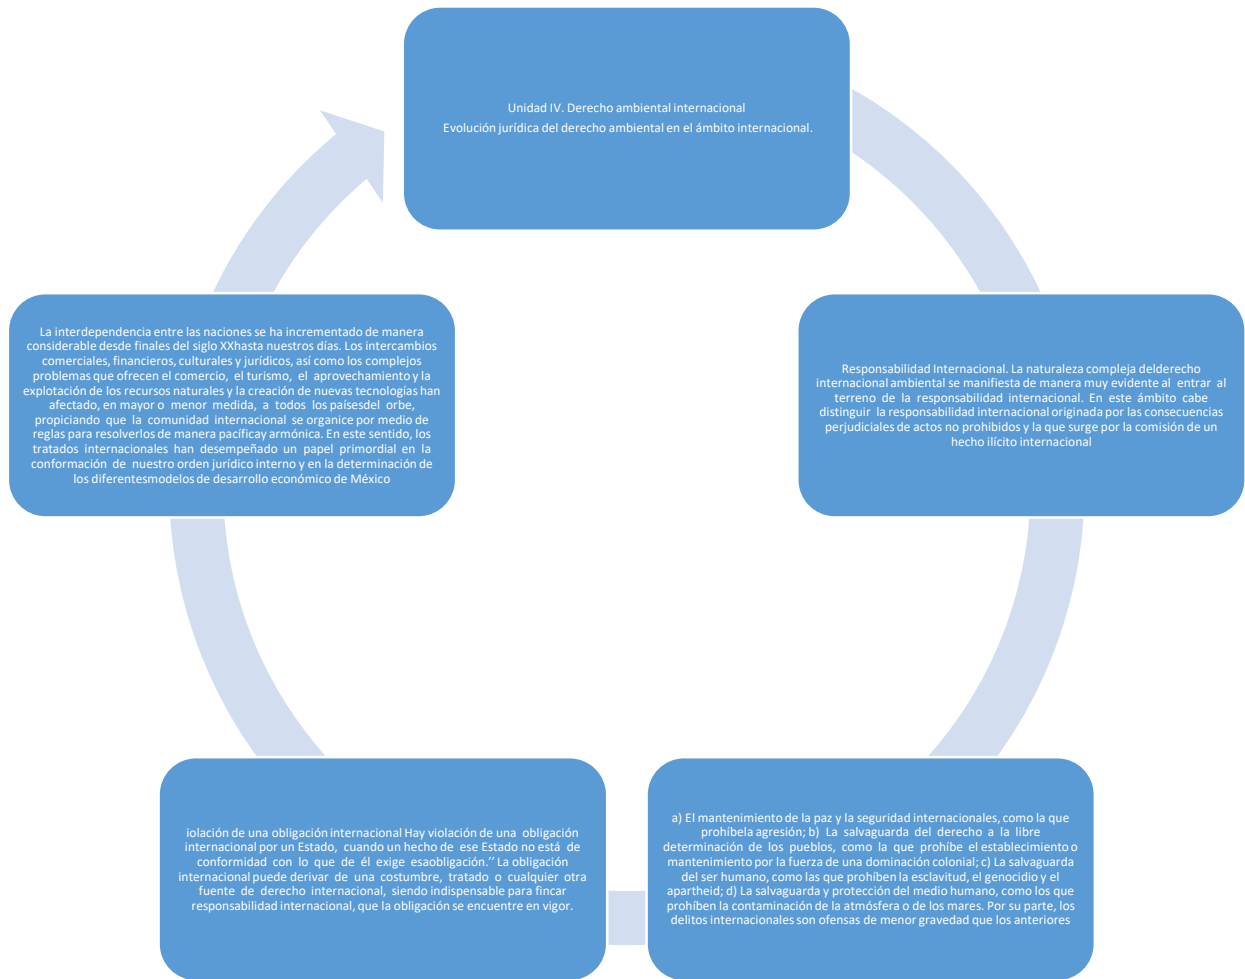 Unidad IV. Derecho ambiental internacional
Evolución jurídica del derecho ambiental en el ámbito internacional.
Responsabilidad Internacional. La naturaleza compleja delderecho
internacional ambiental se manifiesta de manera muy evidente al entrar al
terreno de la responsabilidad internacional. En este ámbito cabe
distinguir la responsabilidad internacional originada por las consecuencias
perjudiciales de actos no prohibidos y la que surge por la comisión de un
hecho ilícito internacional
a) El mantenimiento de la paz y la seguridad internacionales, como la que
prohíbela agresión; b) La salvaguarda del derecho a la libre
determinación de los pueblos, como la que prohíbe el establecimiento o
mantenimiento por la fuerza de una dominación colonial; c) La salvaguarda
del ser humano, como las que prohíben la esclavitud, el genocidio y el
apartheid; d) La salvaguarda y protección del medio humano, como los que
prohíben la contaminación de la atmósfera o de los mares. Por su parte, los
delitos internacionales son ofensas de menor gravedad que los anteriores
iolación de una obligación internacional Hay violación de una obligación
internacional por un Estado, cuando un hecho de ese Estado no está de
conformidad con lo que de él exige esaobligación.’’ La obligación
internacional puede derivar de una costumbre, tratado o cualquier otra
fuente de derecho internacional, siendo indispensable para fincar
responsabilidad internacional, que la obligación se encuentre en vigor.
La interdependencia entre las naciones se ha incrementado de manera
considerable desde finales del siglo XXhasta nuestros días. Los intercambios
comerciales, financieros, culturales y jurídicos, así como los complejos
problemas que ofrecen el comercio, el turismo, el aprovechamiento y la
explotación de los recursos naturales y la creación de nuevas tecnologías han
afectado, en mayor o menor medida, a todos los paísesdel orbe,
propiciando que la comunidad internacional se organice por medio de
reglas para resolverlos de manera pacíficay armónica. En este sentido, los
tratados internacionales han desempeñado un papel primordial en la
conformación de nuestro orden jurídico interno y en la determinación de
los diferentesmodelos de desarrollo económico de México